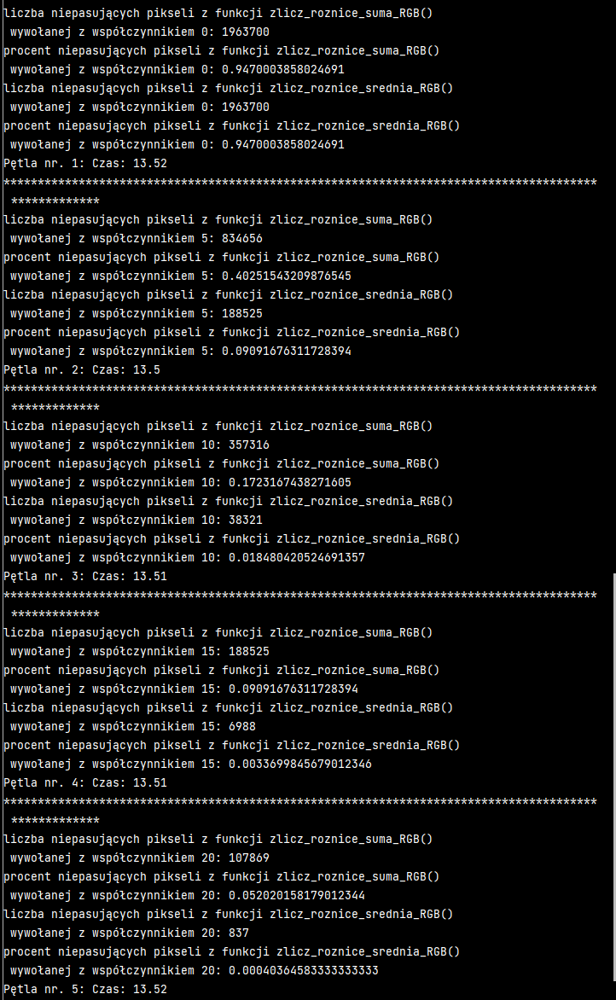 liczba niepasujących pikseli z funkcji zlicz_roznice_suma_RGB()
wywołanej z współczynnikiem 0: 1963700
procent niepasujących pikseli z funkcji zlicz_roznice_suma_RGB()
wywołanej z współczynnikiem 0: 0.9470003858024691
liczba niepasujących pikseli z funkcji zlicz_roznice_srednia_RGB()
wywołanej z współczynnikiem 0: 1963700
procent niepasujących pikseli z funkcji zlicz_roznice_srednia_RGB()
wywołanej z współczynnikiem 0: 0.9470003858024691
Pętla nr. 1: Czas: 13.52
***************************************************************************************
*************
liczba niepasujących pikseli z funkcji zlicz_roznice_suma_RGB()
wywołanej z współczynnikiem 5: 834656
procent niepasujących pikseli z funkcji zlicz_roznice_suma_RGB()
wywołanej z współczynnikiem 5: 0.40251543209876545
liczba niepasujących pikseli z funkcji zlicz_roznice_srednia_RGB()
wywołanej z współczynnikiem 5: 188525
procent niepasujących pikseli z funkcji zlicz_roznice_srednia_RGB()
wywołanej z współczynnikiem 5: 0.09091676311728394
Pętla nr. 2: Czas: 13.5
***************************************************************************************
*************
liczba niepasujących pikseli z funkcji zlicz_roznice_suma_RGB()
wywołanej z współczynnikiem 10: 357316
procent niepasujących pikseli z funkcji zlicz_roznice_suma_RGB()
wywołanej z współczynnikiem 10: 0.1723167438271605
liczba niepasujących pikseli z funkcji zlicz_roznice_srednia_RGB()
wywołanej z współczynnikiem 10: 38321
procent niepasujących pikseli z funkcji zlicz_roznice_srednia_RGB()
wywołanej z współczynnikiem 10: 0.018480420524691357
Pętla nr. 3: Czas: 13.51
***************************************************************************************
*************
liczba niepasujących pikseli z funkcji zlicz_roznice_suma_RGB()
wywołanej z współczynnikiem 15: 188525
procent niepasujących pikseli z funkcji zlicz_roznice_suma_RGB()
wywołanej z współczynnikiem 15: 0.09091676311728394
liczba niepasujących pikseli z funkcji zlicz_roznice_srednia_RGB()
wywołanej z współczynnikiem 15: 6988
procent niepasujących pikseli z funkcji zlicz_roznice_srednia_RGB()
wywołanej z współczynnikiem 15: 0.0033699845679012346
Pętla nr. 4: Czas: 13.51
***************************************************************************************
*************
liczba niepasujących pikseli z funkcji zlicz_roznice_suma_RGB()
wywołanej z współczynnikiem 20: 107869
procent niepasujących pikseli z funkcji zlicz_roznice_suma_RGB()
wywołanej z współczynnikiem 20: 0.052020158179012344
liczba niepasujących pikseli z funkcji zlicz_roznice_srednia_RGB()
wywołanej z współczynnikiem 20: 837
procent niepasujących pikseli z funkcji zlicz_roznice_srednia_RGB()
wywołanej z współczynnikiem 20: 0.00040364583333333333
Pętla nr. 5: Czas: 13.52